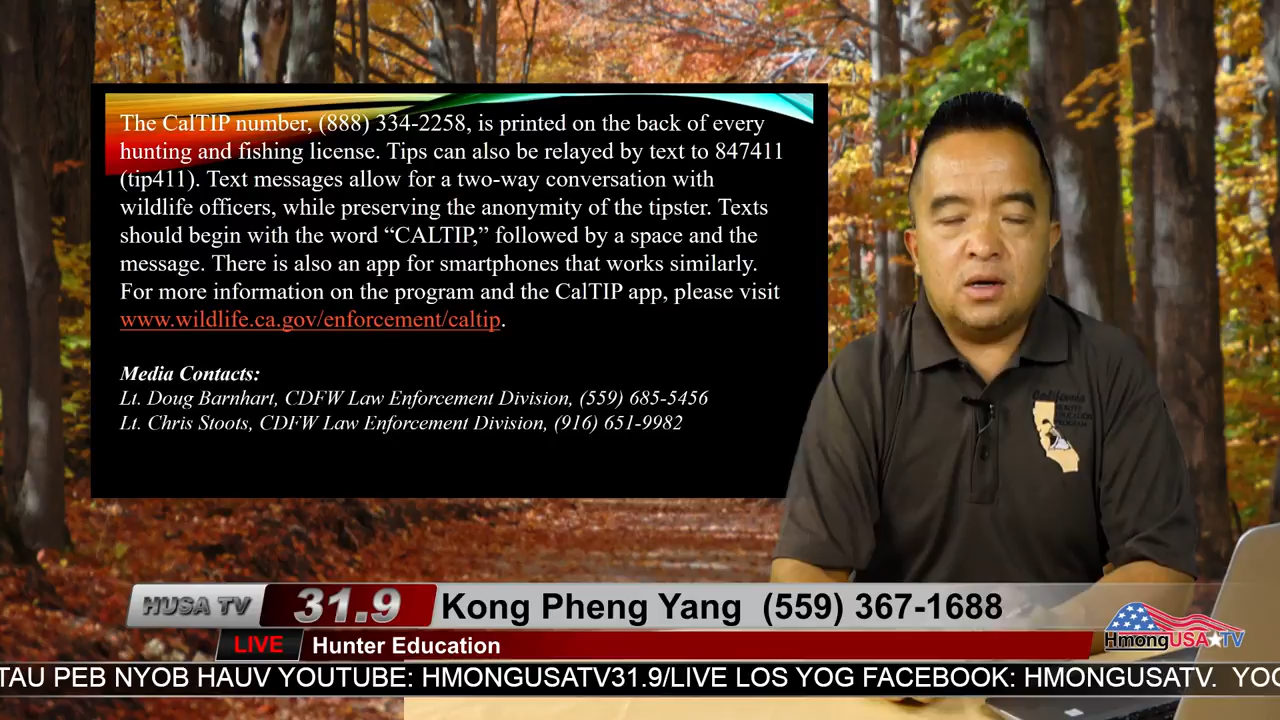 The CalTIP number, (888) 334-2258, is printed on the back of every
hunting and fishing license. Tips can also be relayed by text to 847411
(tip411). Text messages allow for a two-way conversation with
wildlife officers, while preserving the anonymity of the tipster. Texts
should begin with the word “CALTIP,” followed by a space and the
message. There is also an app for smartphones that works similarly.
For more information on the program and the CalTIP app, please visit
www.wildlife.ca.gov/enforcement/caltip.
Media Contacts:
Lt. Doug Barnhart, CDFW Law Enforcement Division, (559) 685-5456
Lt. Chris Stoots, CDFW Law Enforcement Division, (916) 651-9982
California
PROGRAM
HUSA TV 31.9 Kong Pheng Yang (559) 367-1688
LIVE Hunter Education
HmongUSA TV
TAU PEB NYOB HAUV YOUTUBE: HMONGUSATV31.9/LIVE LOS YOG FACEBOOK: HMONGUSATV.